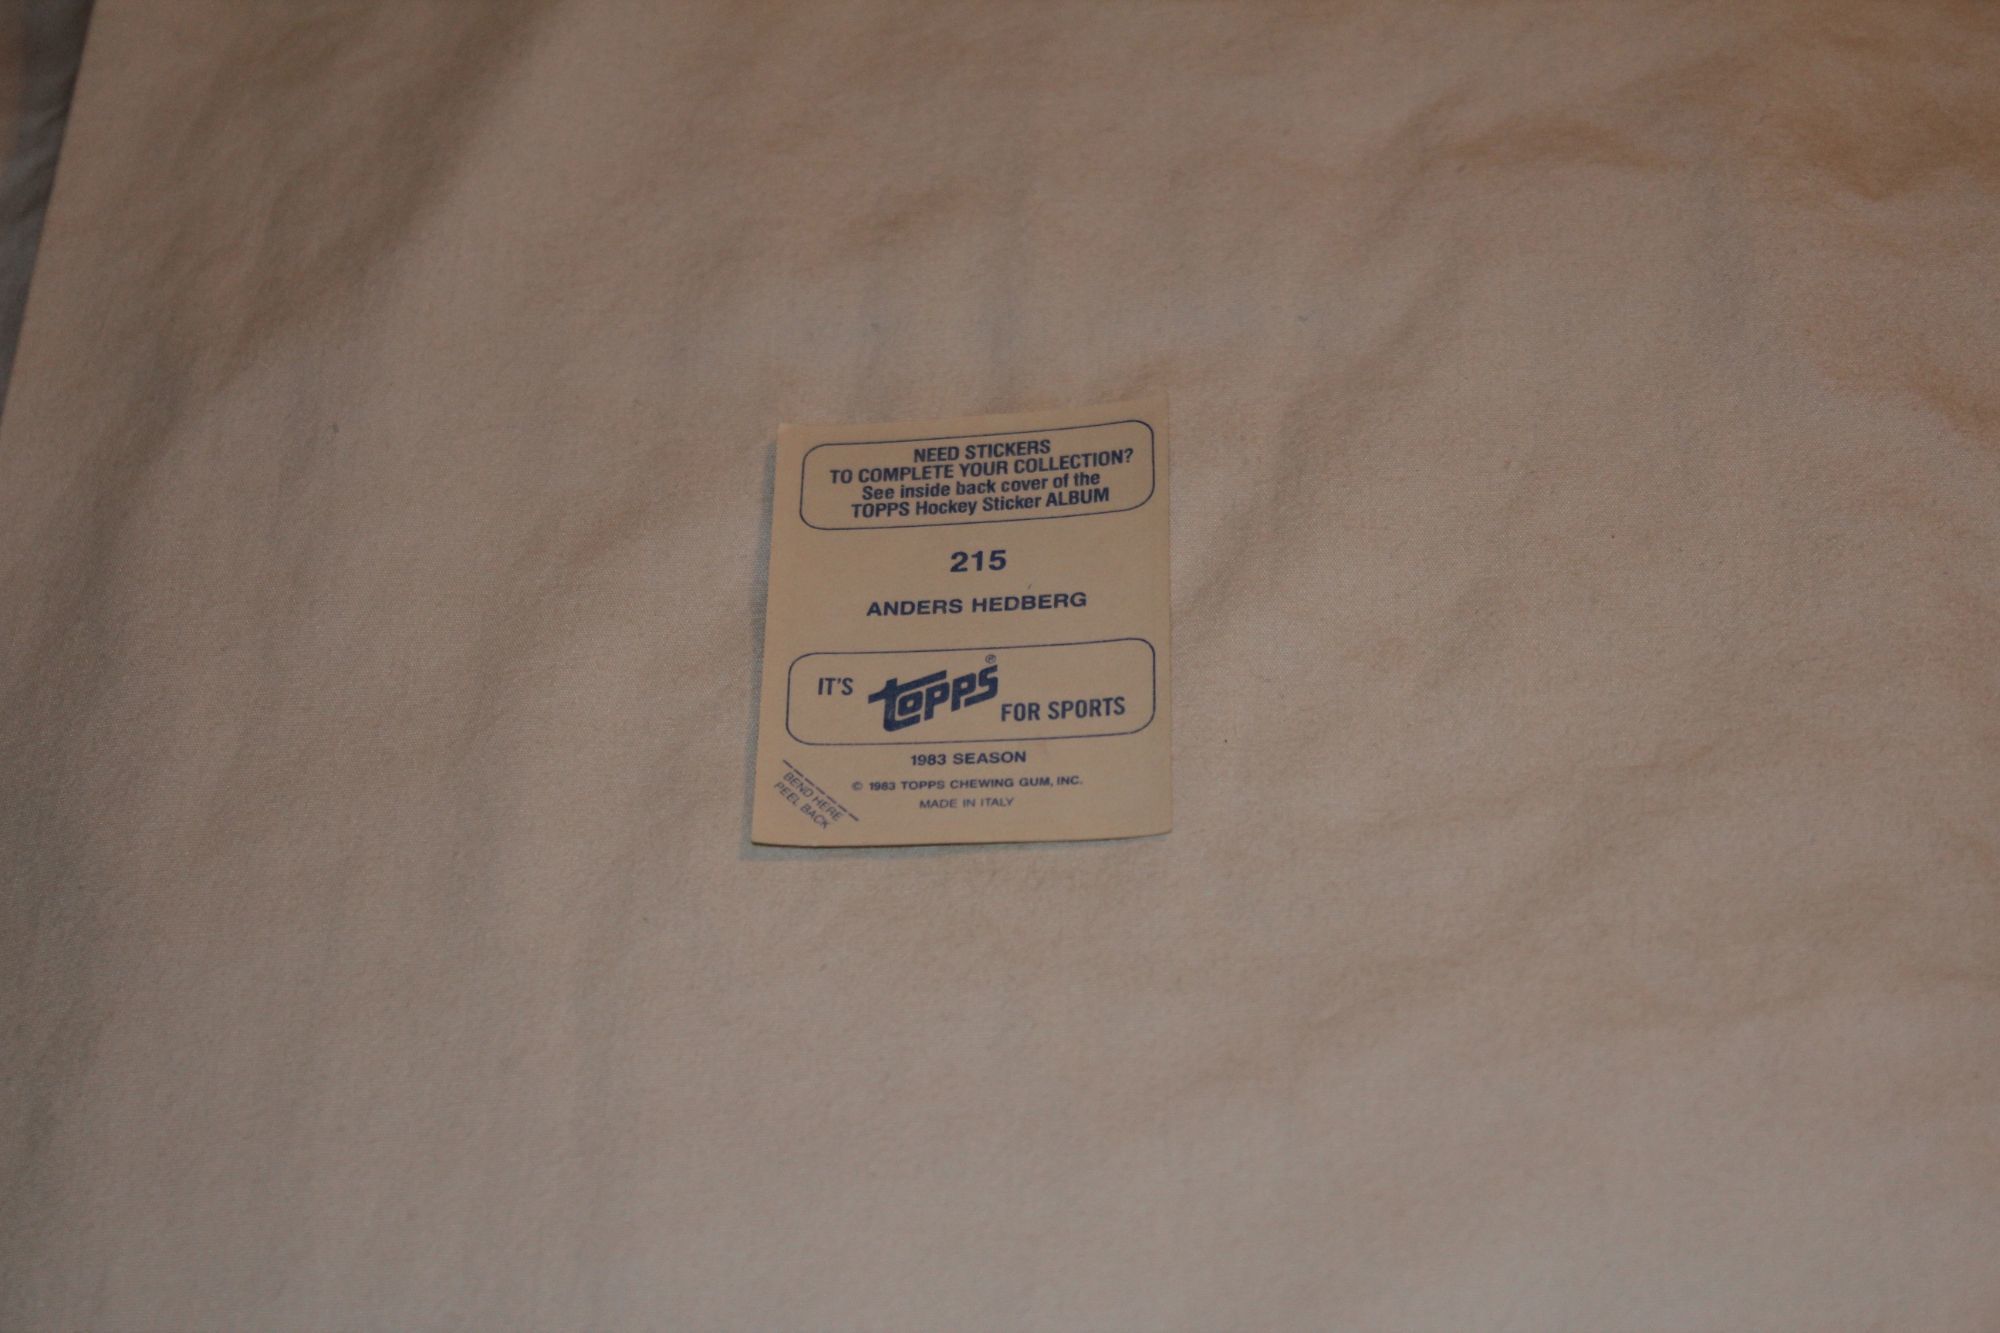 NEED STICKERS
TO COMPLETE YOUR COLLECTION?
See inside back cover of the
TOPPS Hockey Sticker ALBUM
215
ANDERS HEDBERG
IT'S topps® FOR SPORTS
1983 SEASON
© 1983 TOPPS CHEWING GUM, INC.
MADE IN ITALY
BEND HERE
PEEL BACK